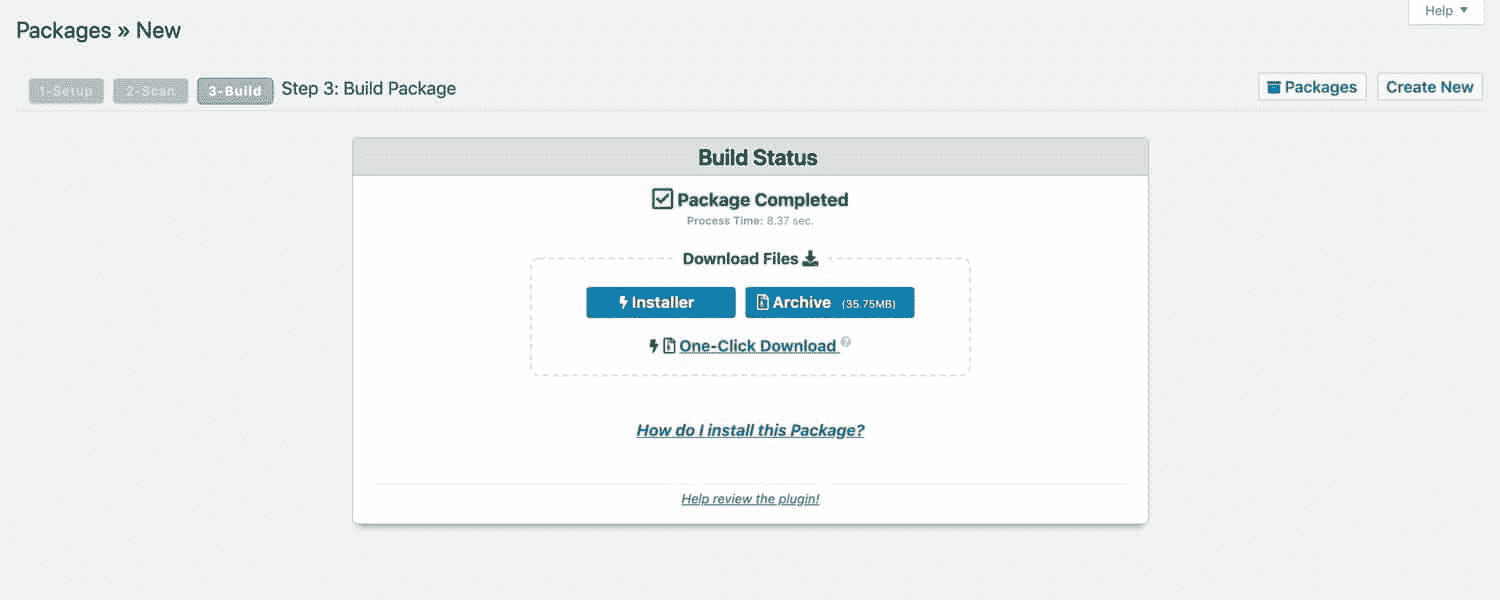 Help
Packages » New
1-Setup 2-Scan 3-Build Step 3: Build Package Packages Create New
Build Status
Package Completed
Process Time: 8.37 sec.
Download Files
Installer Archive (35.75MB)
One-Click Download ?
How do I install this Package?
Help review the plugin!